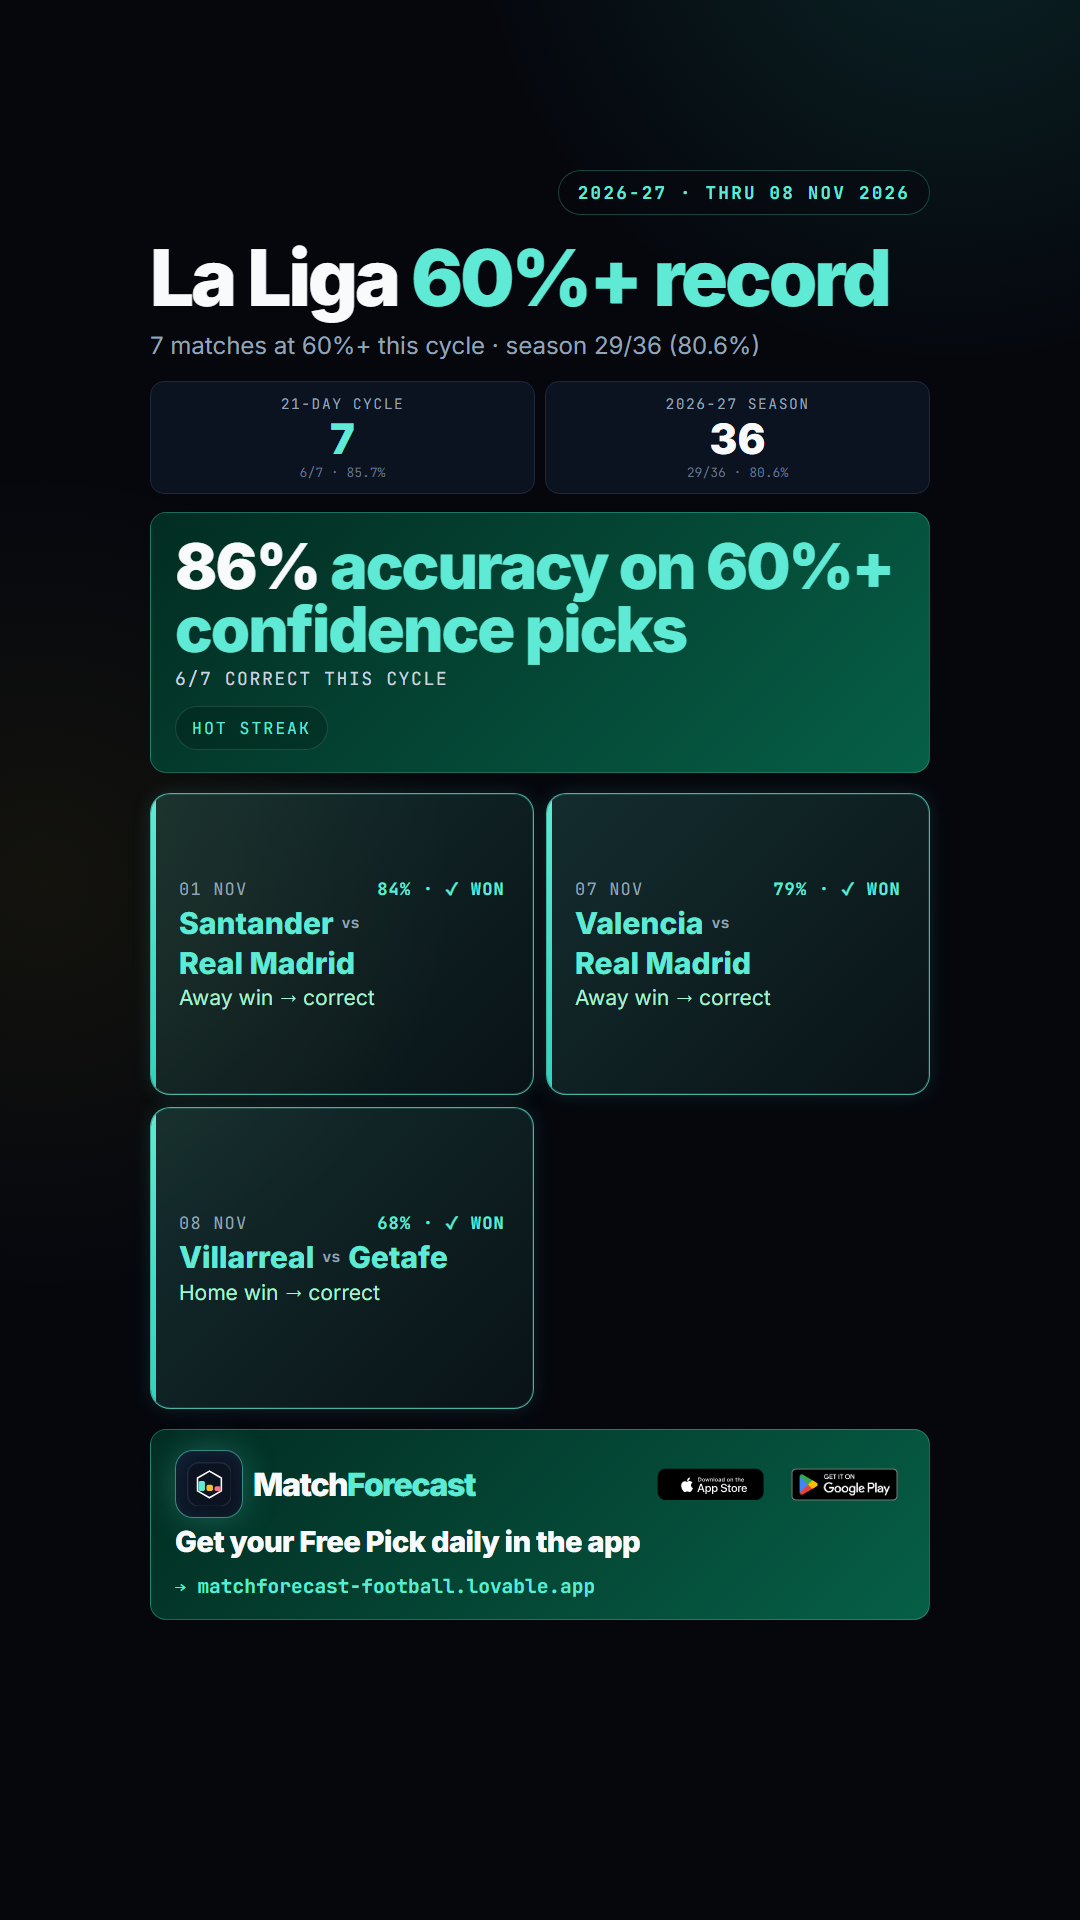 2026-27 · THRU 08 NOV 2026
La Liga 60%+ record
7 matches at 60%+ this cycle · season 29/36 (80.6%)
21-DAY CYCLE
7
6/7 · 85.7%
2026-27 SEASON
36
29/36 · 80.6%
86% accuracy on 60%+
confidence picks
6/7 CORRECT THIS CYCLE
HOT STREAK
01 NOV 84% · ✓ WON
Santander vs
Real Madrid
Away win → correct
07 NOV 79% · ✓ WON
Valencia vs
Real Madrid
Away win → correct
08 NOV 68% · ✓ WON
Villarreal vs Getafe
Home win → correct
MatchForecast
Download on the
App Store
GET IT ON
Google Play
Get your Free Pick daily in the app
→ matchforecast-football.lovable.app